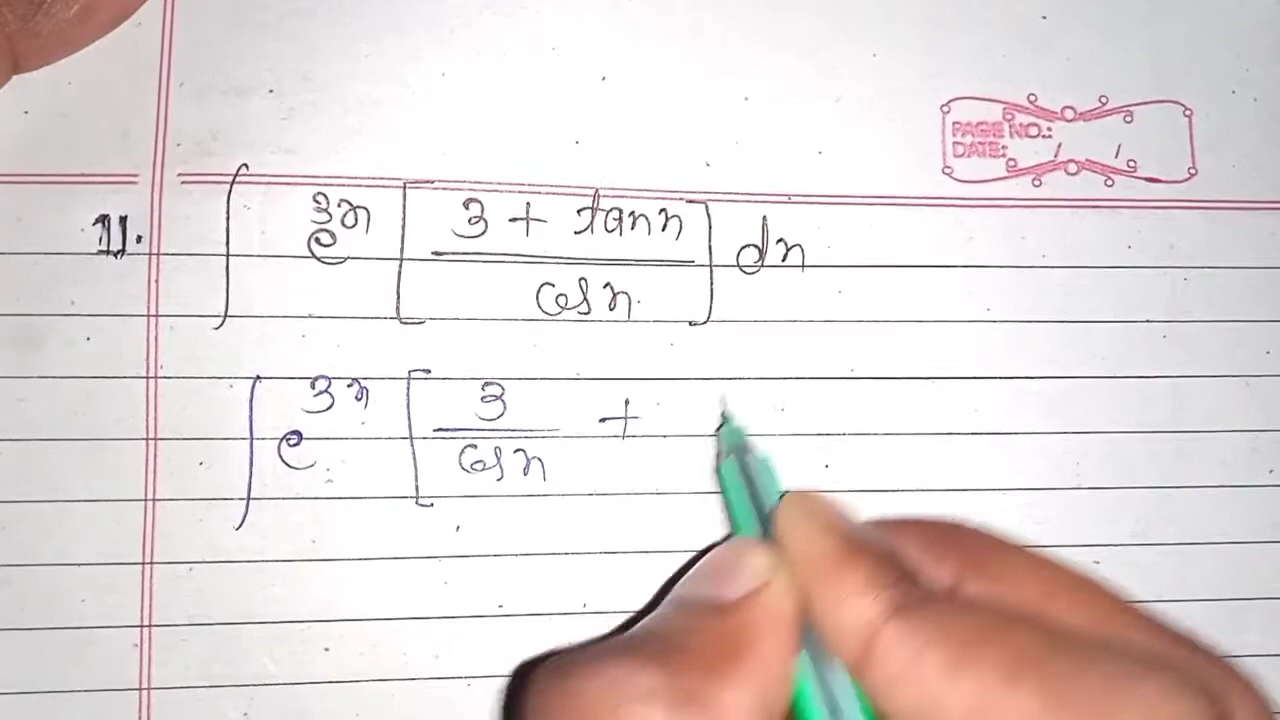 PAGE NO.:
DATE: / /
11. ∫ e^{3x} [ (3 + tan x) / (cos x) ] dx
∫ e^{3x} [ 3 / (cos x) +